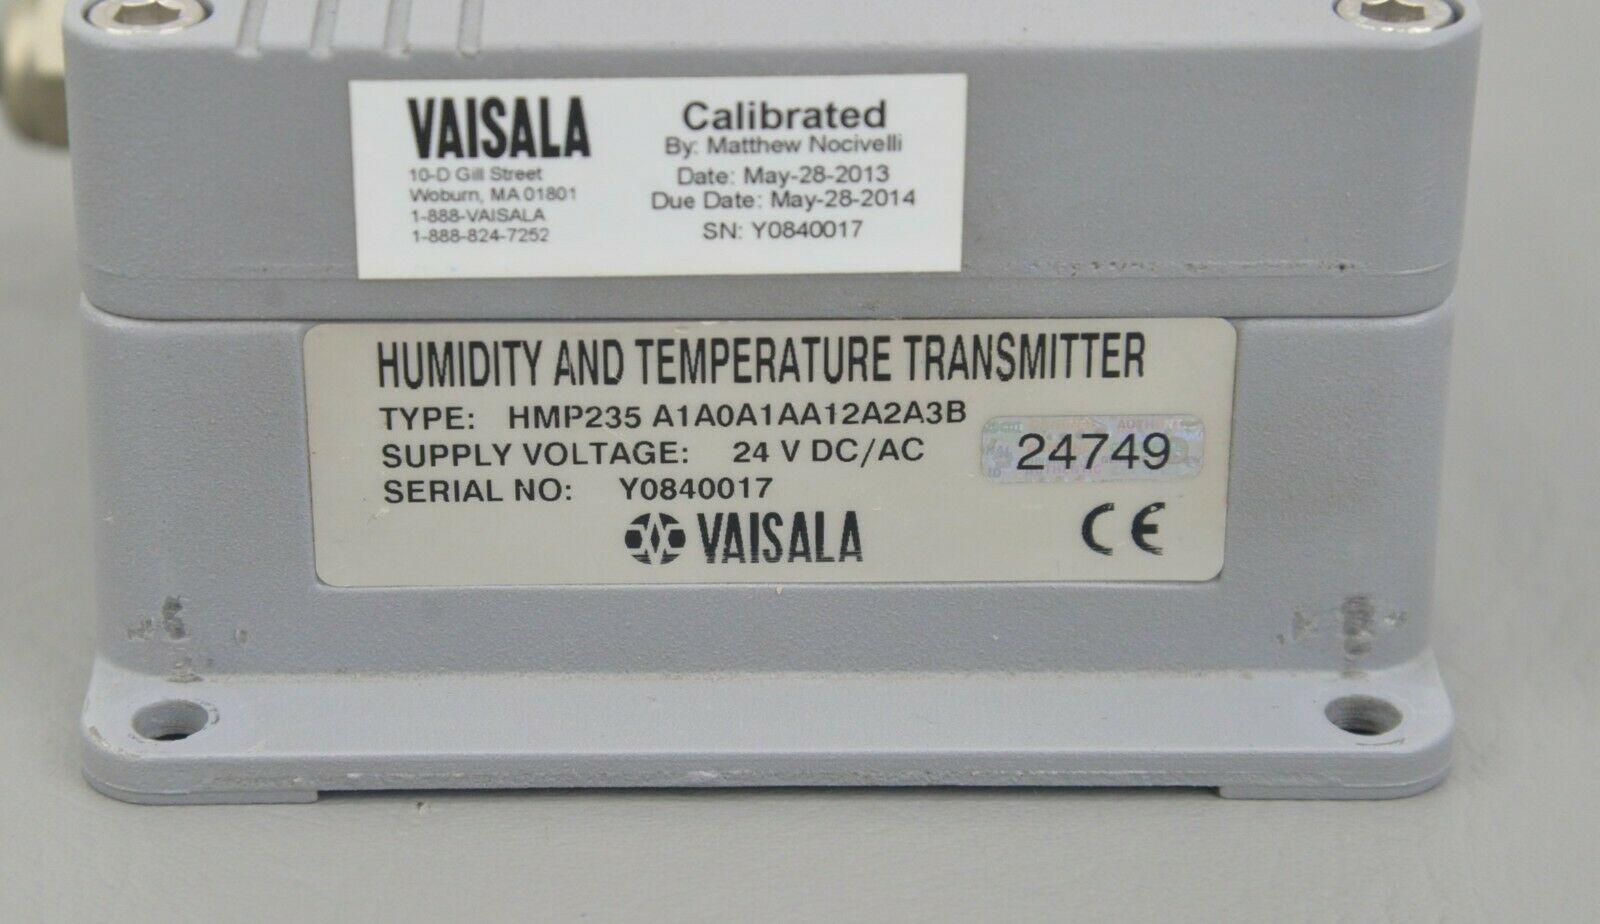 VAISALA
10-D Gill Street
Woburn, MA 01801
1-888-VAISALA
1-888-824-7252
Calibrated
By: Matthew Nocivelli
Date: May-28-2013
Due Date: May-28-2014
SN: Y0840017
HUMIDITY AND TEMPERATURE TRANSMITTER
TYPE: HMP235 A1A0A1AA12A2A3B
SUPPLY VOLTAGE: 24 V DC/AC
SERIAL NO: Y0840017
24749
VAISALA
CE